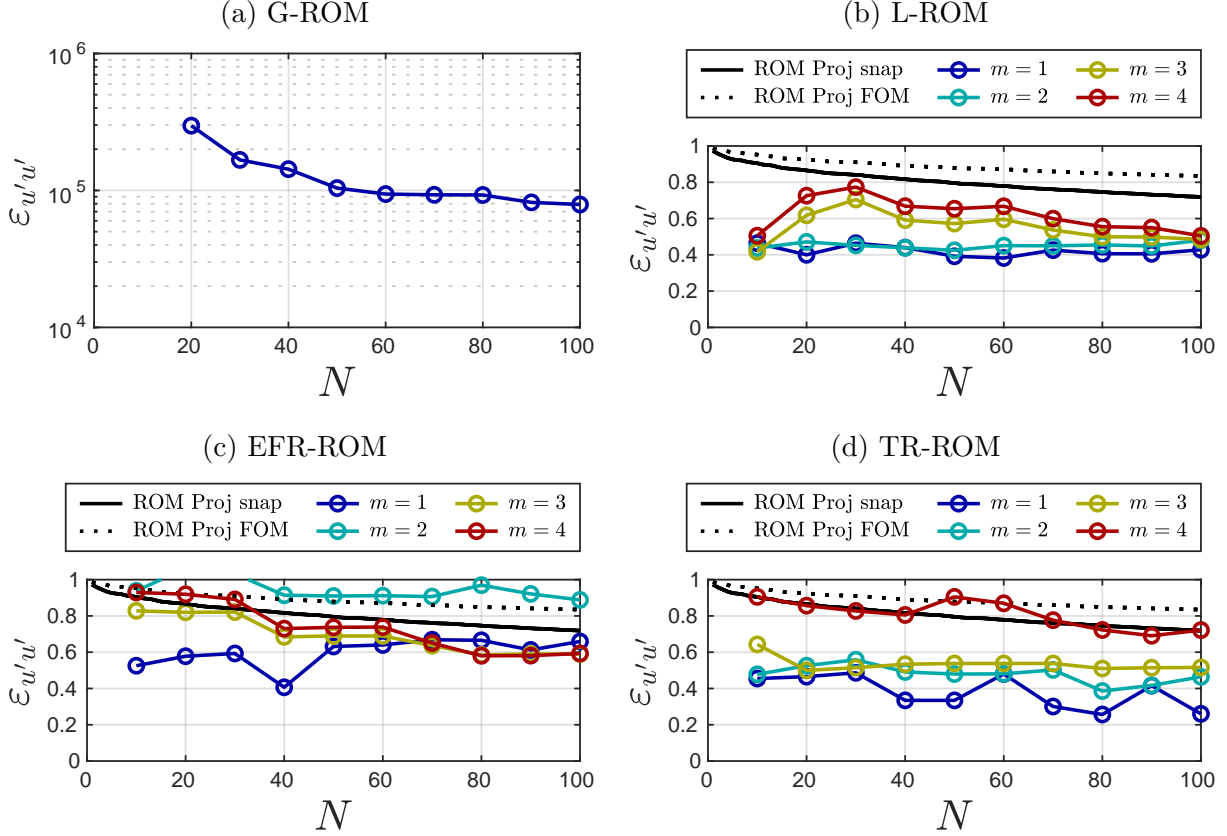 (a) G-ROM
10^6
10^5
10^4
ε_{u'u'}
0 20 40 60 80 100
N
(b) L-ROM
ROM Proj snap m = 1 m = 3
ROM Proj FOM m = 2 m = 4
1
0.8
0.6
0.4
0.2
0
ε_{u'u'}
0 20 40 60 80 100
N
(c) EFR-ROM
ROM Proj snap m = 1 m = 3
ROM Proj FOM m = 2 m = 4
1
0.8
0.6
0.4
0.2
0
ε_{u'u'}
0 20 40 60 80 100
N
(d) TR-ROM
ROM Proj snap m = 1 m = 3
ROM Proj FOM m = 2 m = 4
1
0.8
0.6
0.4
0.2
0
ε_{u'u'}
0 20 40 60 80 100
N